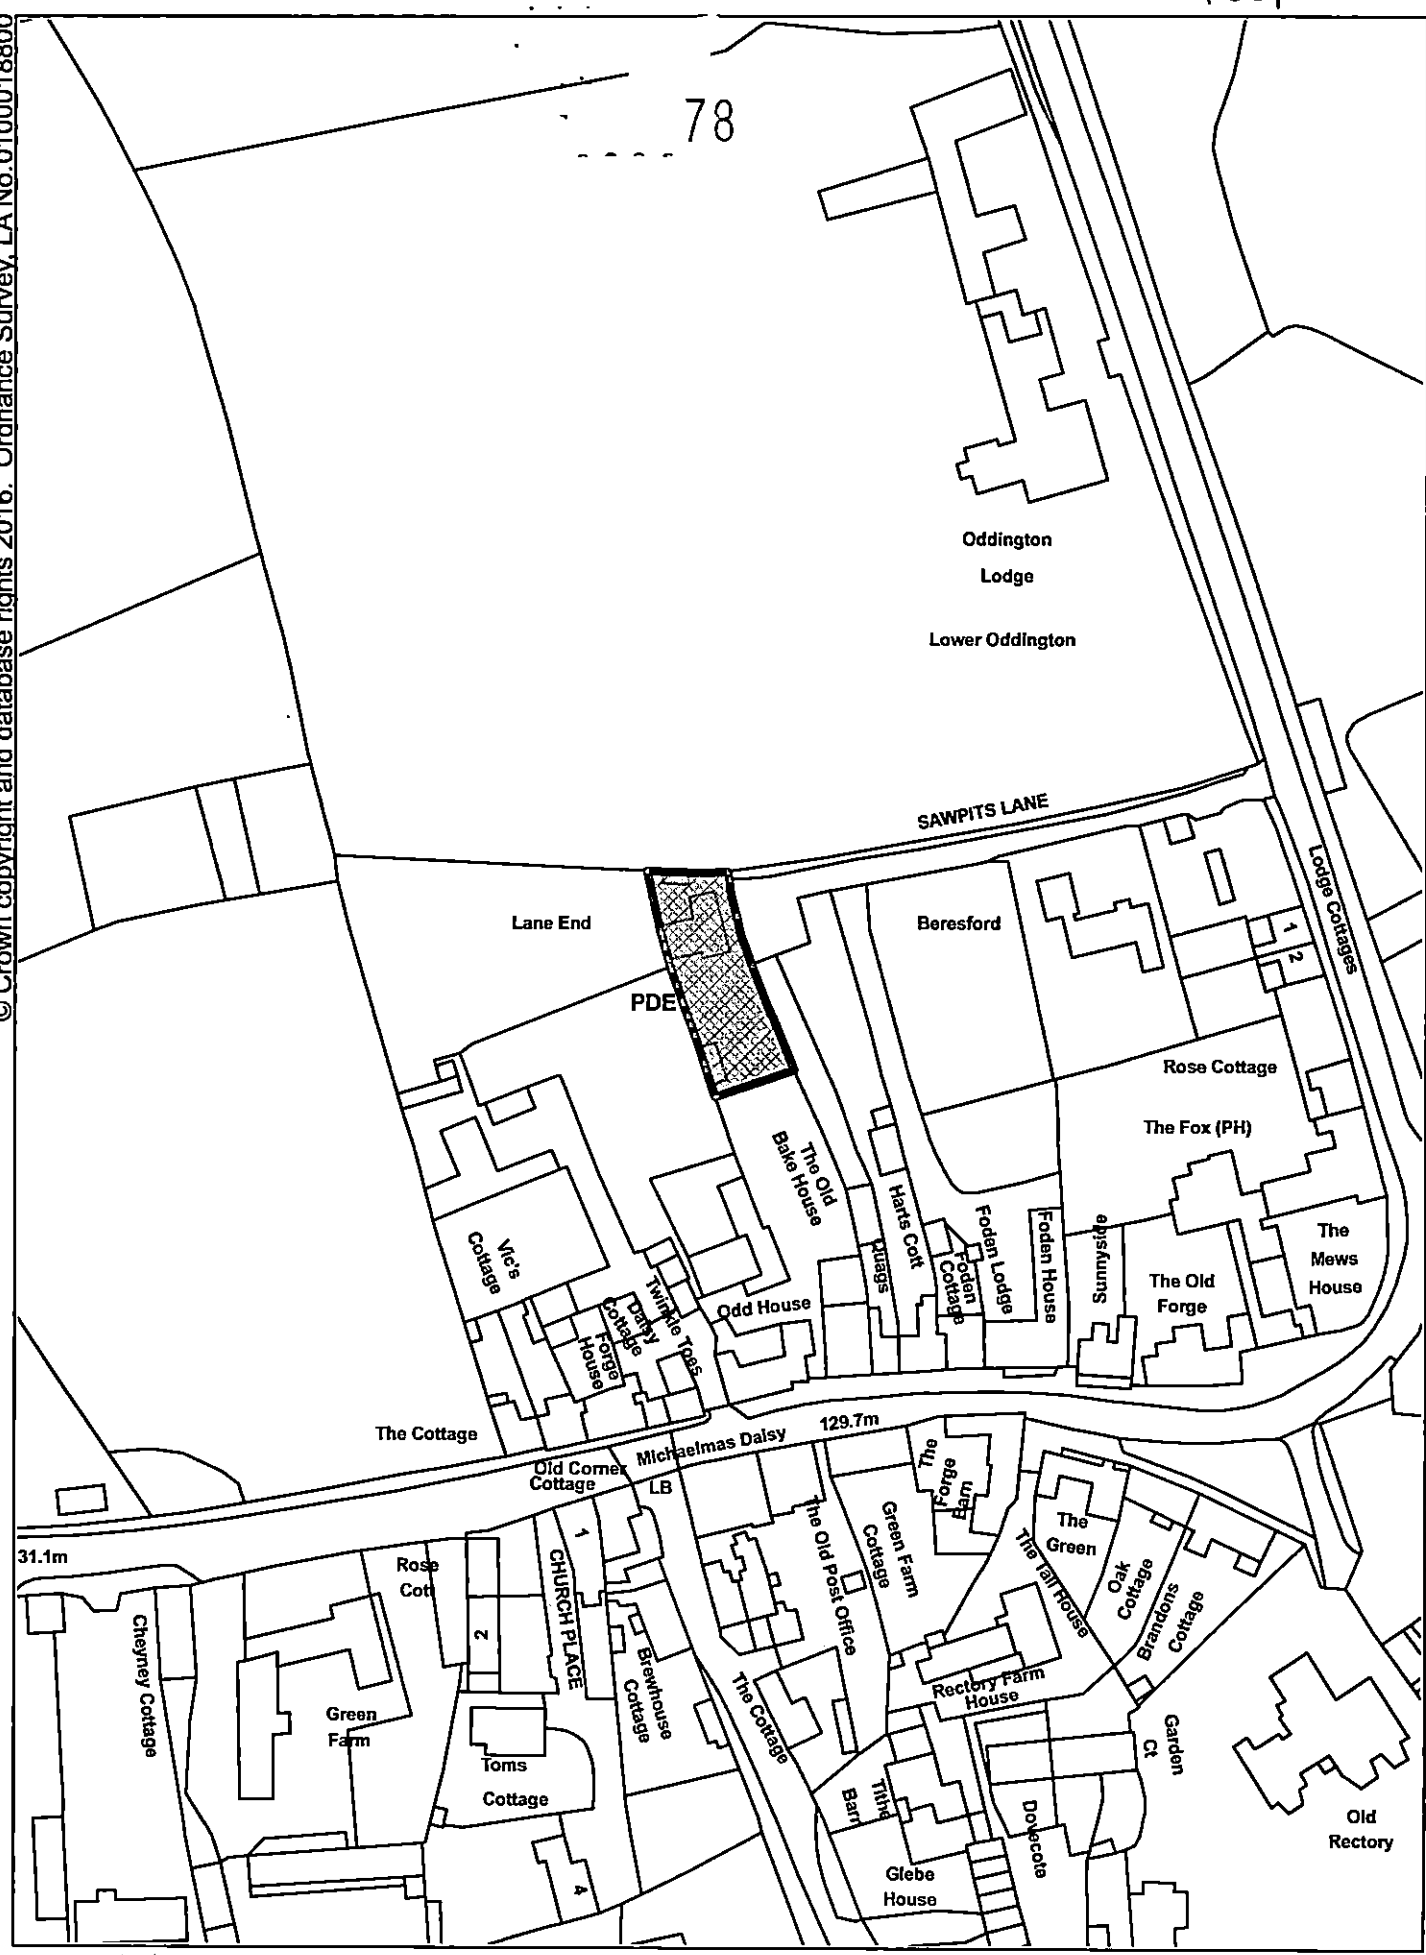 © Crown copyright and database rights 2016. Ordnance Survey, LA No.0100018800
78
Oddington
Lodge
Lower Oddington
SAWPITS LANE
Lodge Cottages
Lane End
Beresford
1
2
PDE
Rose Cottage
The Fox (PH)
The Old
Bake House
Harts Cott
Quags
Foden
Cottage
Foden Lodge
Foden House
Sunnyside
The Old
Forge
The
Mews
House
Vic's
Cottage
Twinkle Toes
Daisy
Cottage
Forge
House
Odd House
The Cottage
Michaelmas Daisy
129.7m
Old Corner
Cottage
LB
31.1m
Rose
Cott
2
CHURCH PLACE
1
Cheyney Cottage
Green
Farm
Toms
Cottage
4
Brewhouse
Cottage
The Cottage
The Old Post Office
Green Farm
Cottage
The
Forge
Barn
The
Green
The Tall House
Oak
Cottage
Brandons
Cottage
Rectory Farm
House
Garden
Ct
Tithe
Barn
Dovecote
Glebe
House
Old
Rectory